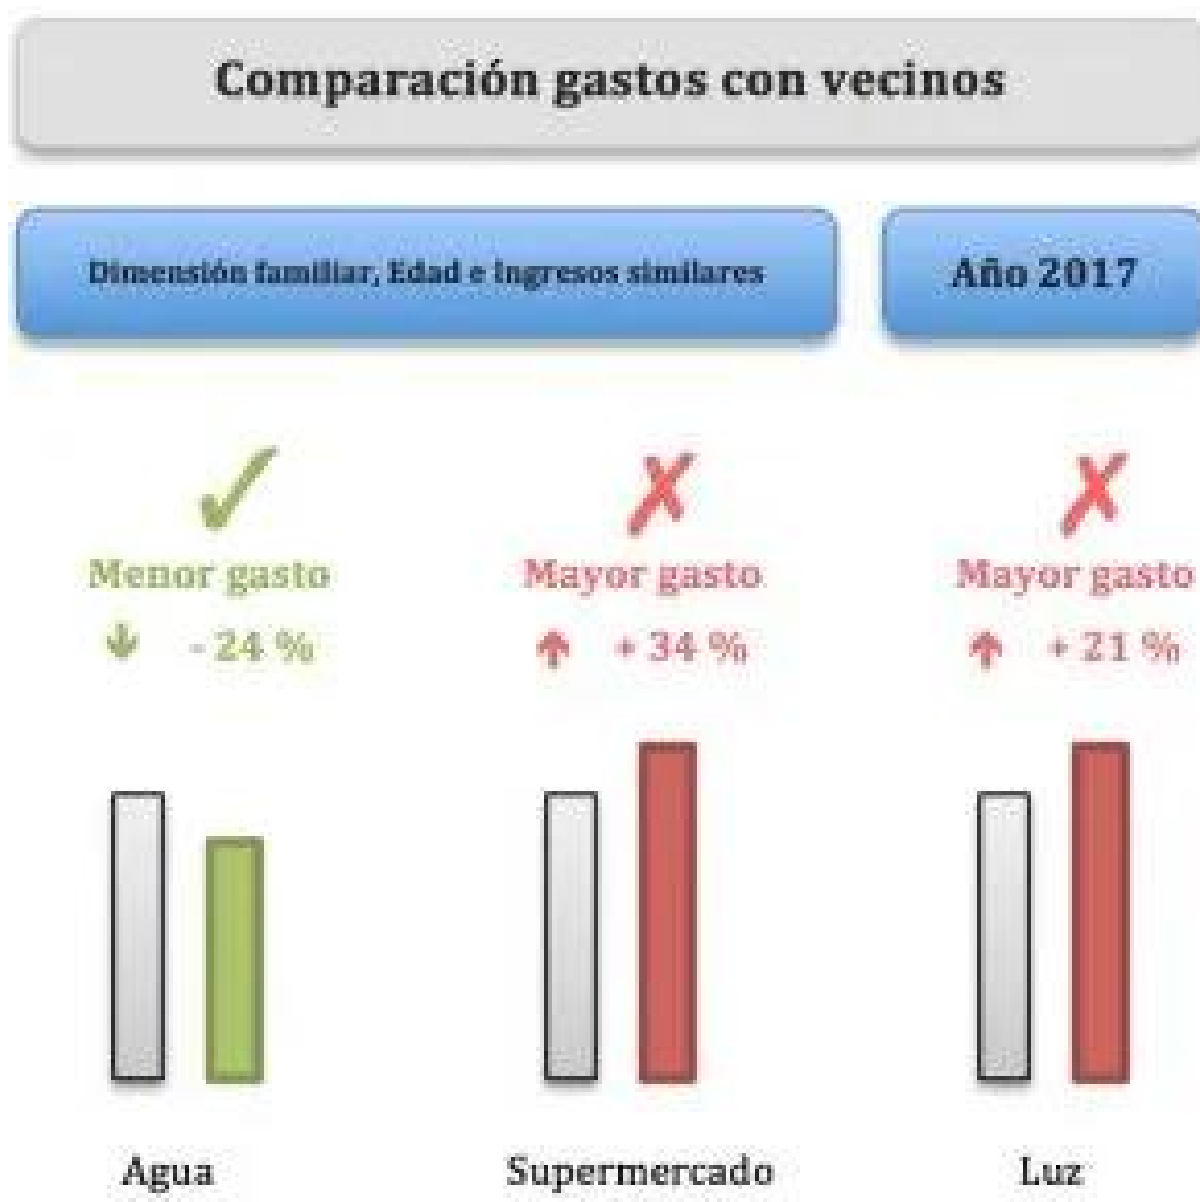 Comparación gastos con vecinos
Dimensión familiar, Edad e Ingresos similares
Año 2017
Menor gasto
- 24 %
Mayor gasto
+ 34 %
Mayor gasto
+ 21 %
Agua
Supermercado
Luz